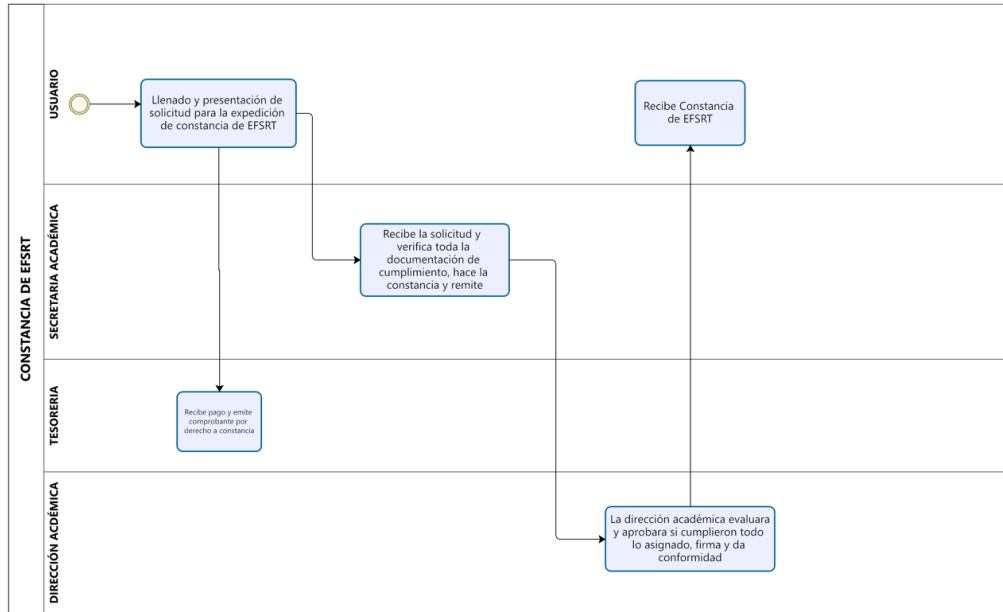 CONSTANCIA DE EFSRT
USUARIO
Llenado y presentación de
solicitud para la expedición
de constancia de EFSRT
Recibe Constancia
de EFSRT
SECRETARIA ACADÉMICA
Recibe la solicitud y
verifica toda la
documentación de
cumplimiento, hace la
constancia y remite
TESORERIA
Recibe pago y emite
comprobante por
derecho a constancia
DIRECCIÓN ACDÉMICA
La dirección académica evaluara
y aprobara si cumplieron todo
lo asignado, firma y da
conformidad